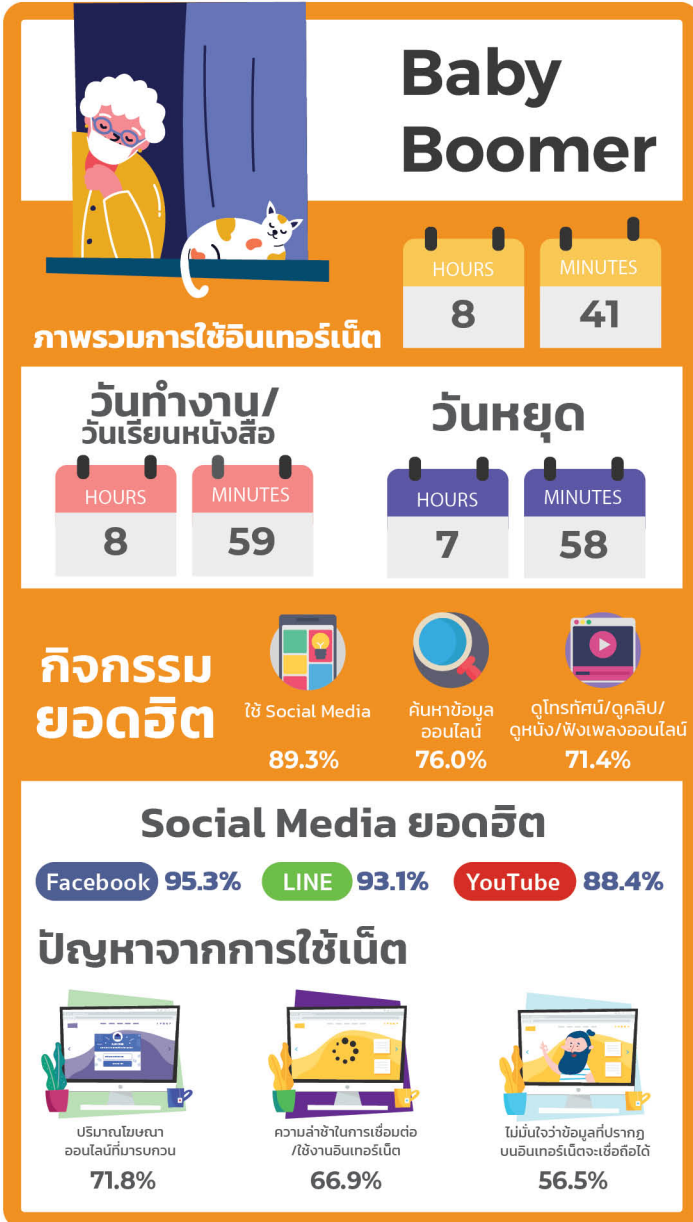 Baby
Boomer
HOURS
MINUTES
8
41
ภาพรวมการใช้อินเทอร์เน็ต
วันทำงาน/
วันเรียนหนังสือ
วันหยุด
HOURS
MINUTES
HOURS
MINUTES
8
59
7
58
กิจกรรม
ยอดฮิต
ใช้ Social Media
89.3%
ค้นหาข้อมูล
ออนไลน์
76.0%
ดูโทรทัศน์/ดูคลิป/
ดูหนัง/ฟังเพลงออนไลน์
71.4%
Social Media ยอดฮิต
Facebook 95.3% LINE 93.1% YouTube 88.4%
ปัญหาจากการใช้เน็ต
ปริมาณโฆษณา
ออนไลน์ที่มารบกวน
71.8%
ความล่าช้าในการเชื่อมต่อ
/ใช้งานอินเทอร์เน็ต
66.9%
ไม่มั่นใจว่าข้อมูลที่ปรากฏ
บนอินเทอร์เน็ตจะเชื่อถือได้
56.5%